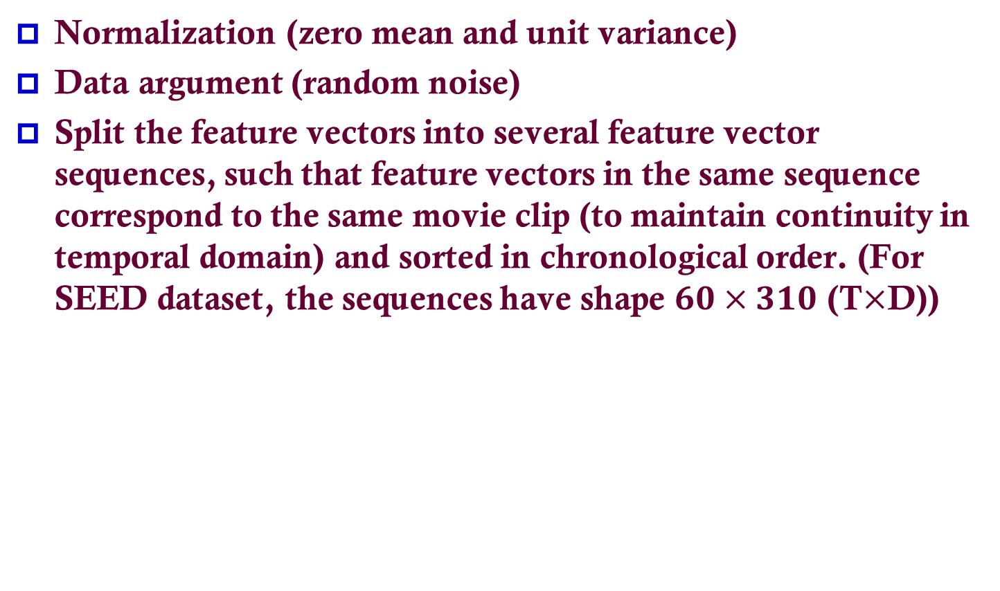 Normalization (zero mean and unit variance)
Data argument (random noise)
Split the feature vectors into several feature vector
sequences, such that feature vectors in the same sequence
correspond to the same movie clip (to maintain continuity in
temporal domain) and sorted in chronological order. (For
SEED dataset, the sequences have shape 60 × 310 (T×D))